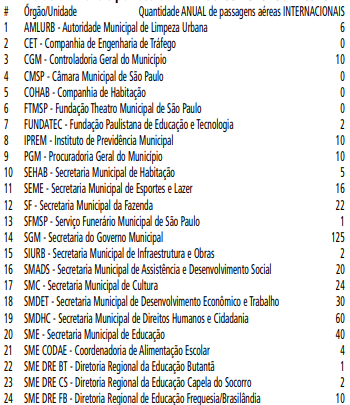 # Órgão/Unidade Quantidade ANUAL de passagens aéreas INTERNACIONAIS
1 AMLURB - Autoridade Municipal de Limpeza Urbana 6
2 CET - Companhia de Engenharia de Tráfego 0
3 CGM - Controladoria Geral do Município 10
4 CMSP - Câmara Municipal de São Paulo 0
5 COHAB - Companhia de Habitação 0
6 FTMSP - Fundação Theatro Municipal de São Paulo 0
7 FUNDATEC - Fundação Paulistana de Educação e Tecnologia 2
8 IPREM - Instituto de Previdência Municipal 10
9 PGM - Procuradoria Geral do Município 10
10 SEHAB - Secretaria Municipal de Habitação 5
11 SEME - Secretaria Municipal de Esportes e Lazer 16
12 SF - Secretaria Municipal da Fazenda 22
13 SFMSP - Serviço Funerário Municipal de São Paulo 1
14 SGM - Secretaria do Governo Municipal 125
15 SIURB - Secretaria Municipal de Infraestrutura e Obras 2
16 SMADS - Secretaria Municipal de Assistência e Desenvolvimento Social 20
17 SMC - Secretaria Municipal de Cultura 24
18 SMDET - Secretaria Municipal de Desenvolvimento Econômico e Trabalho 30
19 SMDHC - Secretaria Municipal de Direitos Humanos e Cidadania 60
20 SME - Secretaria Municipal de Educação 40
21 SME CODAE - Coordenadoria de Alimentação Escolar 4
22 SME DRE BT - Diretoria Regional da Educação Butantã 1
23 SME DRE CS - Diretoria Regional da Educação Capela do Socorro 2
24 SME DRE FB - Diretoria Regional da Educação Freguesia/Brasilândia 10